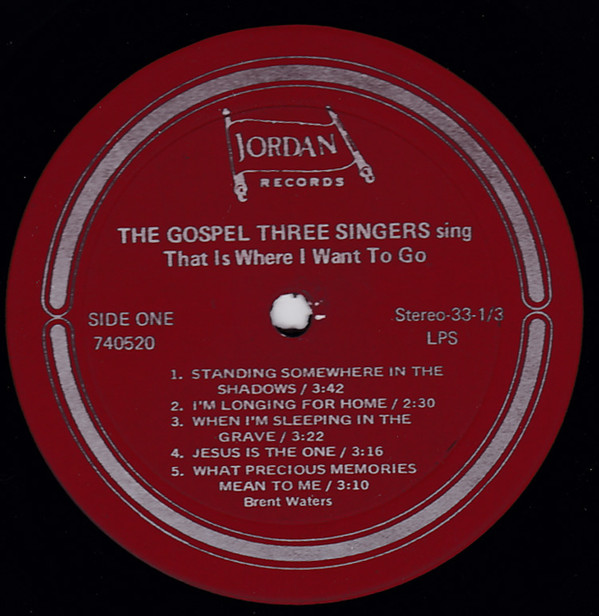 JORDAN
RECORDS
THE GOSPEL THREE SINGERS sing
That Is Where I Want To Go
SIDE ONE
740520
Stereo-33-1/3
LPS
1. STANDING SOMEWHERE IN THE
SHADOWS / 3:42
2. I'M LONGING FOR HOME / 2:30
3. WHEN I'M SLEEPING IN THE
GRAVE / 3:22
4. JESUS IS THE ONE / 3:16
5. WHAT PRECIOUS MEMORIES
MEAN TO ME / 3:10
Brent Waters